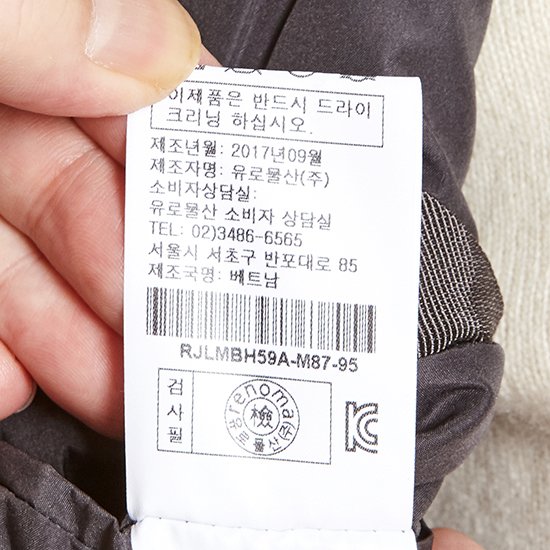 이제품은 반드시 드라이
크리닝 하십시오.
제조년월: 2017년09월
제조자명: 유로물산(주)
소비자상담실:
유로물산 소비자 상담실
TEL: 02)3486-6565
서울시 서초구 반포대로 85
제조국명: 베트남
RJLMBH59A-M87-95
검
사
필
renoma
檢
유로물산
KC